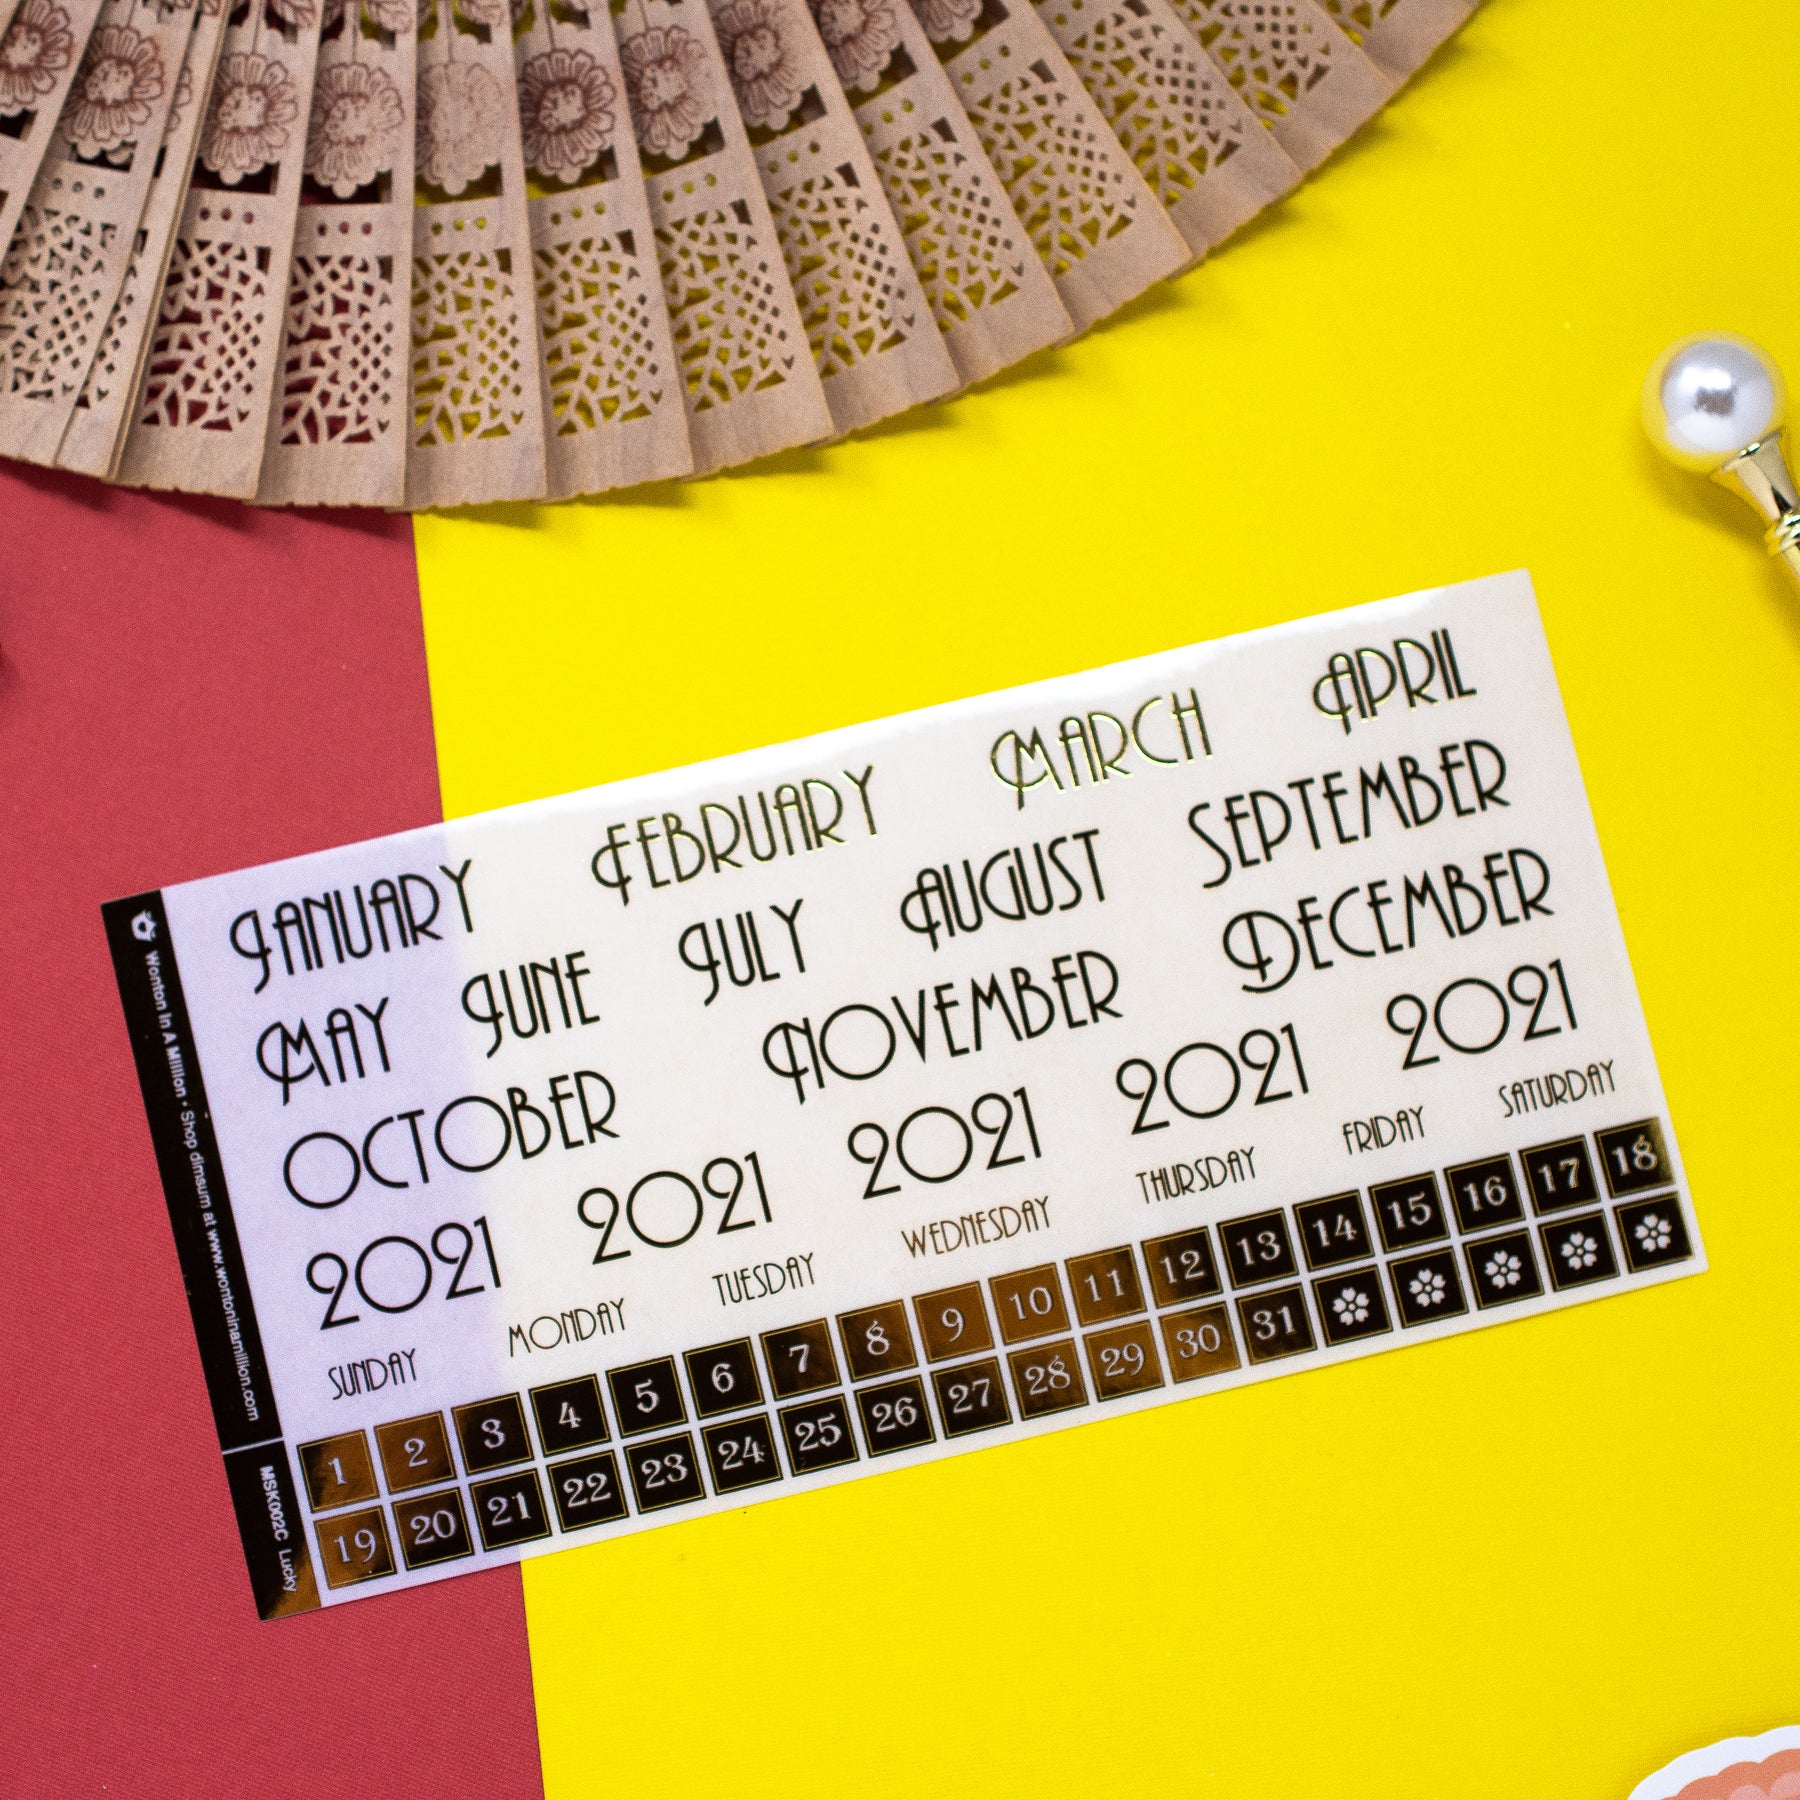 JANUARY FEBRUARY MARCH APRIL
MAY JUNE JULY AUGUST SEPTEMBER
OCTOBER NOVEMBER DECEMBER
2021 2021 2021 2021 2021
SUNDAY MONDAY TUESDAY WEDNESDAY THURSDAY FRIDAY SATURDAY
1 2 3 4 5 6 7 8 9 10 11 12 13 14 15 16 17 18
19 20 21 22 23 24 25 26 27 28 29 30 31
Wonton In A Million • Shop dimsum at www.wontoninamillion.com
MSK002C Lucky